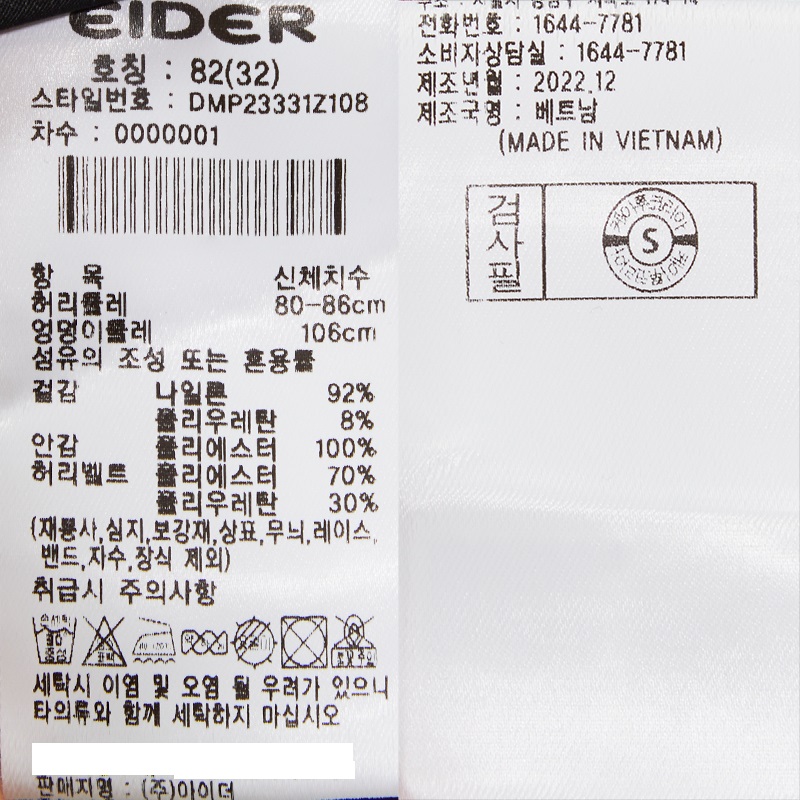 EIDER
호칭 : 82(32)
스타일번호 : DMP23331Z108
차수 : 0000001
항 목 신체치수
허리둘레 80-86cm
엉덩이둘레 106cm
섬유의 조성 또는 혼용률
겉감 나일론 92%
폴리우레탄 8%
안감 폴리에스터 100%
허리벨트 폴리에스터 70%
폴리우레탄 30%
(재봉사,심지,보강재,상표,무늬,레이스,
밴드,자수,장식 제외)
취급시 주의사항
손세탁
약 30℃
중성
세탁시 이염 및 오염 될 우려가 있으니
타의류와 함께 세탁하지 마십시오
판매자명 : (주)아이더
전화번호 : 1644-7781
소비자상담실 : 1644-7781
제조년월 : 2022.12
제조국명 : 베트남
(MADE IN VIETNAM)
검사필
S